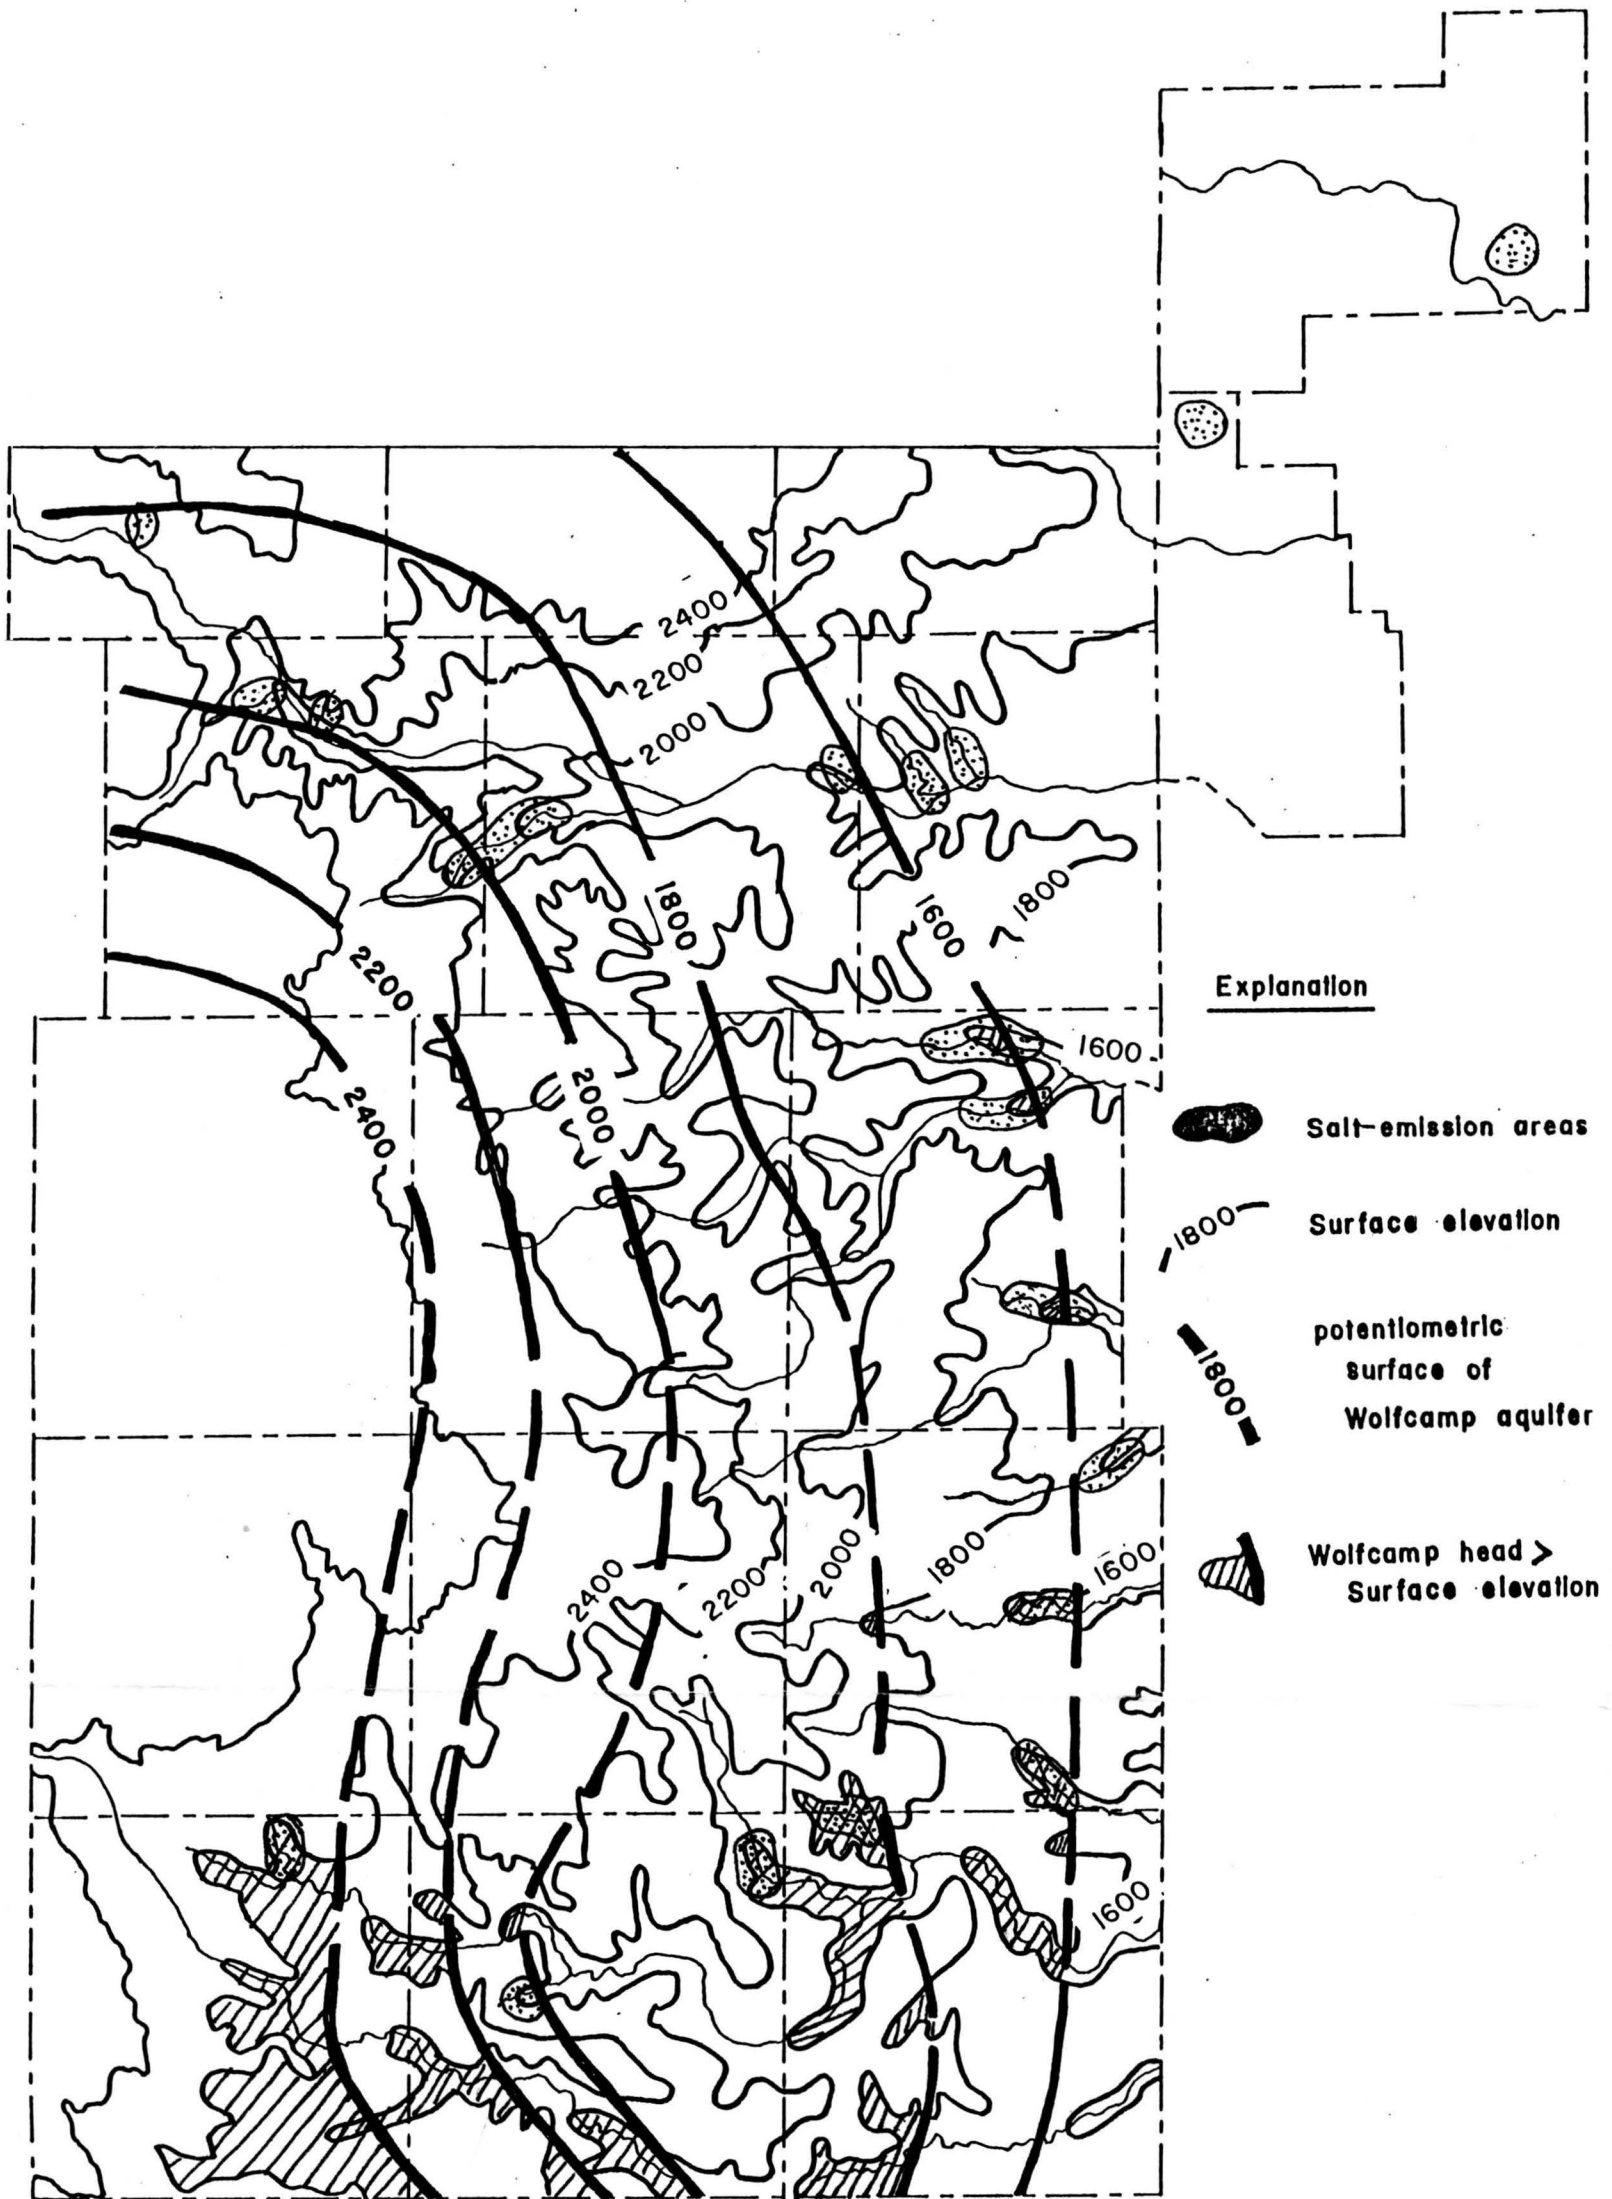 2400
2200
2000
1800
1600
1800
2200
1600
2000
2400
2400
2200
2000
1800
1600
1600
Explanation
Salt-emission areas
1800
Surface elevation
1800
potentiometric
surface of
Wolfcamp aquifer
Wolfcamp head >
Surface elevation